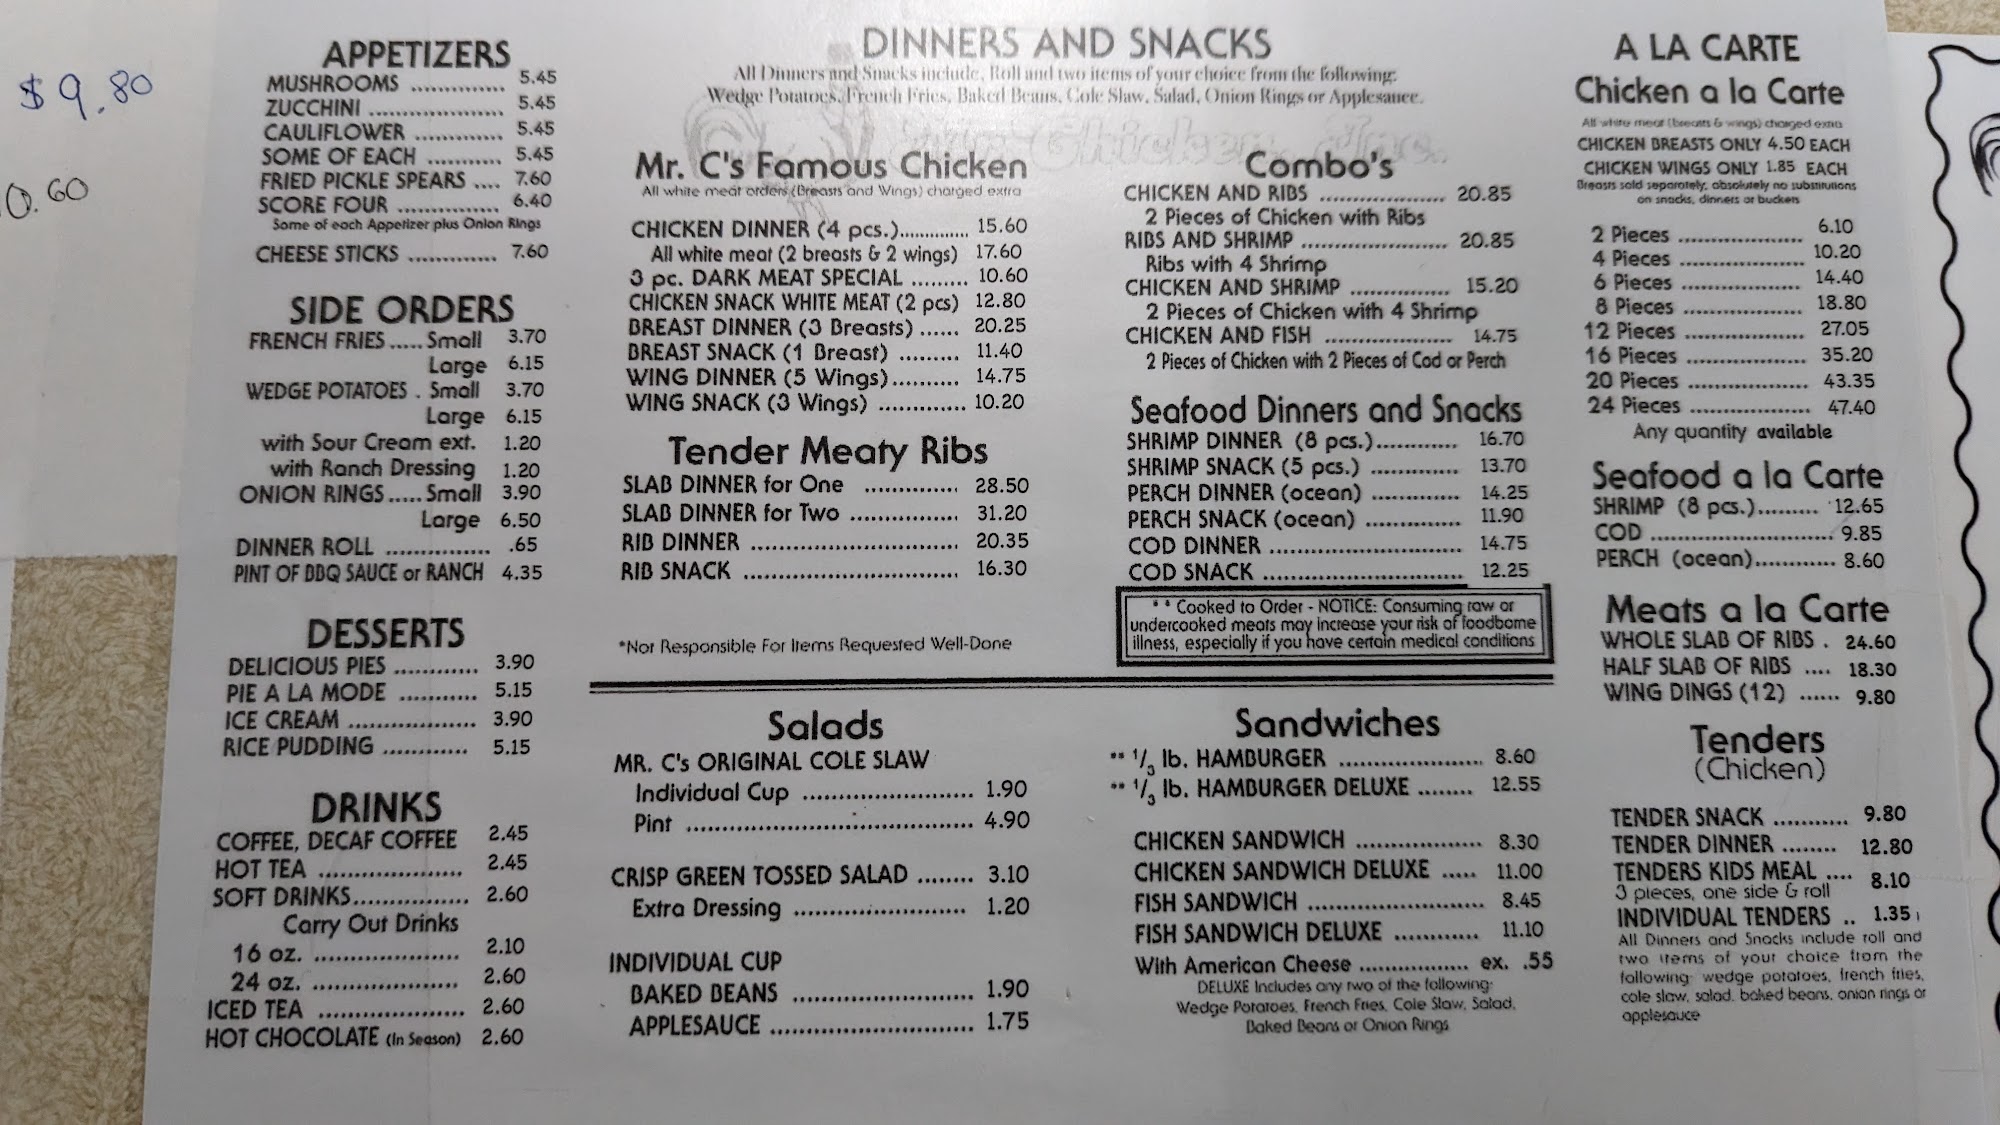 $ 9.80
0.60
APPETIZERS
MUSHROOMS .............. 5.45
ZUCCHINI .................... 5.45
CAULIFLOWER ............. 5.45
SOME OF EACH ........... 5.45
FRIED PICKLE SPEARS .... 7.60
SCORE FOUR ............... 6.40
Some of each Appetizer plus Onion Rings
CHEESE STICKS ............. 7.60
SIDE ORDERS
FRENCH FRIES ..... Small 3.70
Large 6.15
WEDGE POTATOES . Small 3.70
Large 6.15
with Sour Cream ext. 1.20
with Ranch Dressing 1.20
ONION RINGS ..... Small 3.90
Large 6.50
DINNER ROLL ................ .65
PINT OF BBQ SAUCE or RANCH 4.35
DESSERTS
DELICIOUS PIES ............ 3.90
PIE A LA MODE ........... 5.15
ICE CREAM ................... 3.90
RICE PUDDING ............ 5.15
DRINKS
COFFEE, DECAF COFFEE 2.45
HOT TEA ..................... 2.45
SOFT DRINKS................. 2.60
Carry Out Drinks
16 oz. ..................... 2.10
24 oz. ..................... 2.60
ICED TEA ..................... 2.60
HOT CHOCOLATE (In Season) 2.60
DINNERS AND SNACKS
All Dinners and Snacks include, Roll and two items of your choice from the following:
Wedge Potatoes, French Fries, Baked Beans, Cole Slaw, Salad, Onion Rings or Applesauce.
Mr. C's Famous Chicken
All white meat orders (Breasts and Wings) charged extra
CHICKEN DINNER (4 pcs.).............. 15.60
All white meat (2 breasts & 2 wings) 17.60
3 pc. DARK MEAT SPECIAL ......... 10.60
CHICKEN SNACK WHITE MEAT (2 pcs) 12.80
BREAST DINNER (3 Breasts) ...... 20.25
BREAST SNACK (1 Breast) ......... 11.40
WING DINNER (5 Wings).......... 14.75
WING SNACK (3 Wings) ............. 10.20
Tender Meaty Ribs
SLAB DINNER for One .............. 28.50
SLAB DINNER for Two ................ 31.20
RIB DINNER ............................... 20.35
RIB SNACK ................................ 16.30
*Not Responsible For Items Requested Well-Done
Combo's
CHICKEN AND RIBS ................... 20.85
2 Pieces of Chicken with Ribs
RIBS AND SHRIMP ...................... 20.85
Ribs with 4 Shrimp
CHICKEN AND SHRIMP ............... 15.20
2 Pieces of Chicken with 4 Shrimp
CHICKEN AND FISH ................... 14.75
2 Pieces of Chicken with 2 Pieces of Cod or Perch
Seafood Dinners and Snacks
SHRIMP DINNER (8 pcs.)............ 16.70
SHRIMP SNACK (5 pcs.) ............. 13.70
PERCH DINNER (ocean) ............. 14.25
PERCH SNACK (ocean) .............. 11.90
COD DINNER ............................. 14.75
COD SNACK .............................. 12.25
** Cooked to Order - NOTICE: Consuming raw or
undercooked meats may increase your risk of foodborne
illness, especially if you have certain medical conditions
Salads
MR. C's ORIGINAL COLE SLAW
Individual Cup ......................... 1.90
Pint .......................................... 4.90
CRISP GREEN TOSSED SALAD ........ 3.10
Extra Dressing ......................... 1.20
INDIVIDUAL CUP
BAKED BEANS .......................... 1.90
APPLESAUCE .............................. 1.75
Sandwiches
** 1/3 lb. HAMBURGER ..................... 8.60
** 1/3 lb. HAMBURGER DELUXE ........ 12.55
CHICKEN SANDWICH .................. 8.30
CHICKEN SANDWICH DELUXE ..... 11.00
FISH SANDWICH .......................... 8.45
FISH SANDWICH DELUXE ............ 11.10
With American Cheese ................ ex. .55
DELUXE Includes any two of the following:
Wedge Potatoes, French Fries, Cole Slaw, Salad,
Baked Beans or Onion Rings
A LA CARTE
Chicken a la Carte
All white meat (breasts & wings) charged extra
CHICKEN BREASTS ONLY 4.50 EACH
CHICKEN WINGS ONLY 1.85 EACH
Breasts sold separately, absolutely no substitutions
on snacks, dinners or buckets
2 Pieces .................. 6.10
4 Pieces .................. 10.20
6 Pieces .................. 14.40
8 Pieces .................. 18.80
12 Pieces .................. 27.05
16 Pieces .................. 35.20
20 Pieces .................. 43.35
24 Pieces .................. 47.40
Any quantity available
Seafood a la Carte
SHRIMP (8 pcs.)......... 12.65
COD ........................... 9.85
PERCH (ocean)............ 8.60
Meats a la Carte
WHOLE SLAB OF RIBS . 24.60
HALF SLAB OF RIBS .... 18.30
WING DINGS (12) ...... 9.80
Tenders
(Chicken)
TENDER SNACK ........... 9.80
TENDER DINNER ........ 12.80
TENDERS KIDS MEAL .... 8.10
3 pieces, one side & roll
INDIVIDUAL TENDERS .. 1.35
All Dinners and Snacks include roll and
two items of your choice from the
following: wedge potatoes, french fries,
cole slaw, salad, baked beans, onion rings or
applesauce